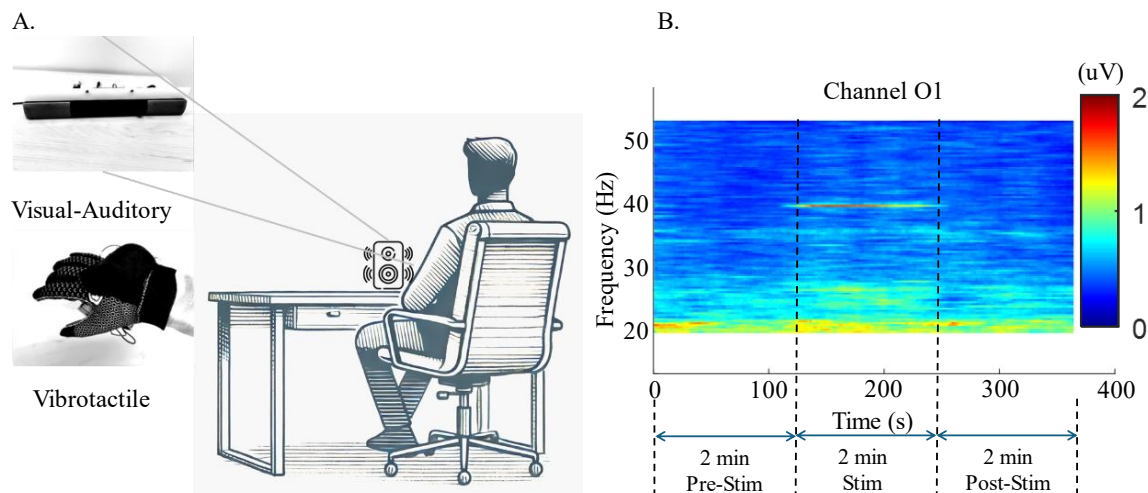 A.
Visual-Auditory
Vibrotactile
B.
(uV)
Channel O1
2
1
0
50
40
30
20
Frequency (Hz)
0
100
200
300
400
Time (s)
2 min
Pre-Stim
2 min
Stim
2 min
Post-Stim